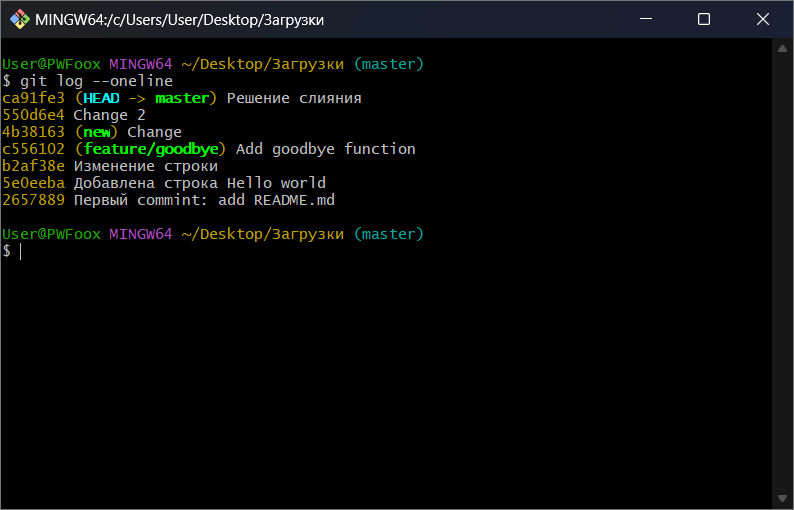 MINGW64:/c/Users/User/Desktop/Загрузки
User@PWFoox MINGW64 ~/Desktop/Загрузки (master)
$ git log --oneline
ca91fe3 (HEAD -> master) Решение слияния
550d6e4 Change 2
4b38163 (new) Change
c556102 (feature/goodbye) Add goodbye function
b2af38e Изменение строки
5e0eeba Добавлена строка Hello world
2657889 Первый commint: add README.md
User@PWFoox MINGW64 ~/Desktop/Загрузки (master)
$